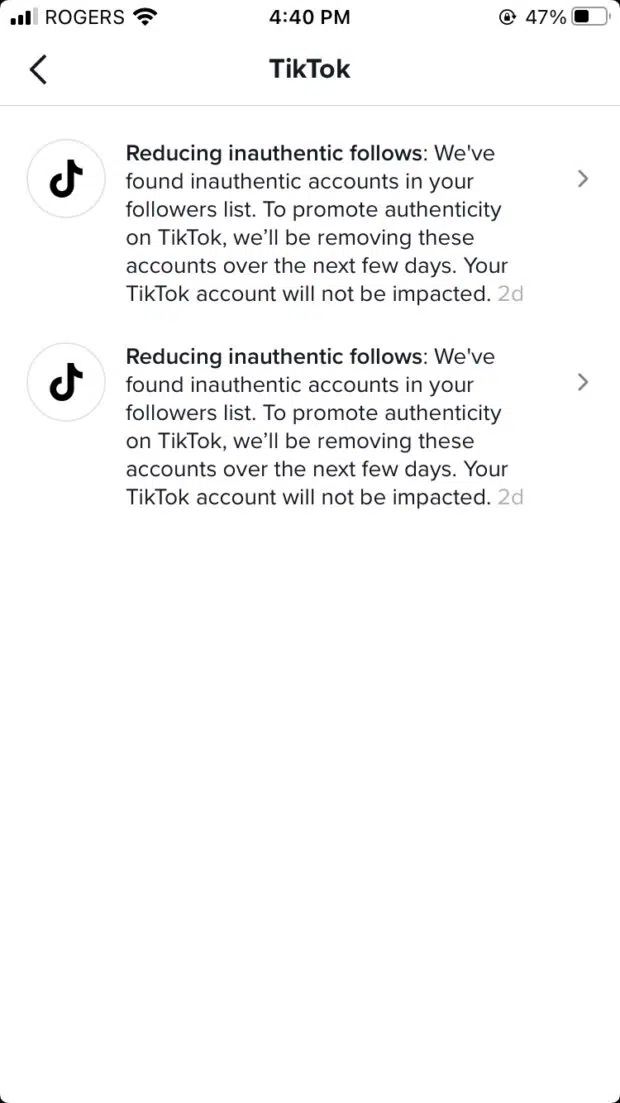 ROGERS 4:40 PM 47%
TikTok
Reducing inauthentic follows: We've
found inauthentic accounts in your
followers list. To promote authenticity
on TikTok, we’ll be removing these
accounts over the next few days. Your
TikTok account will not be impacted. 2d
Reducing inauthentic follows: We've
found inauthentic accounts in your
followers list. To promote authenticity
on TikTok, we’ll be removing these
accounts over the next few days. Your
TikTok account will not be impacted. 2d